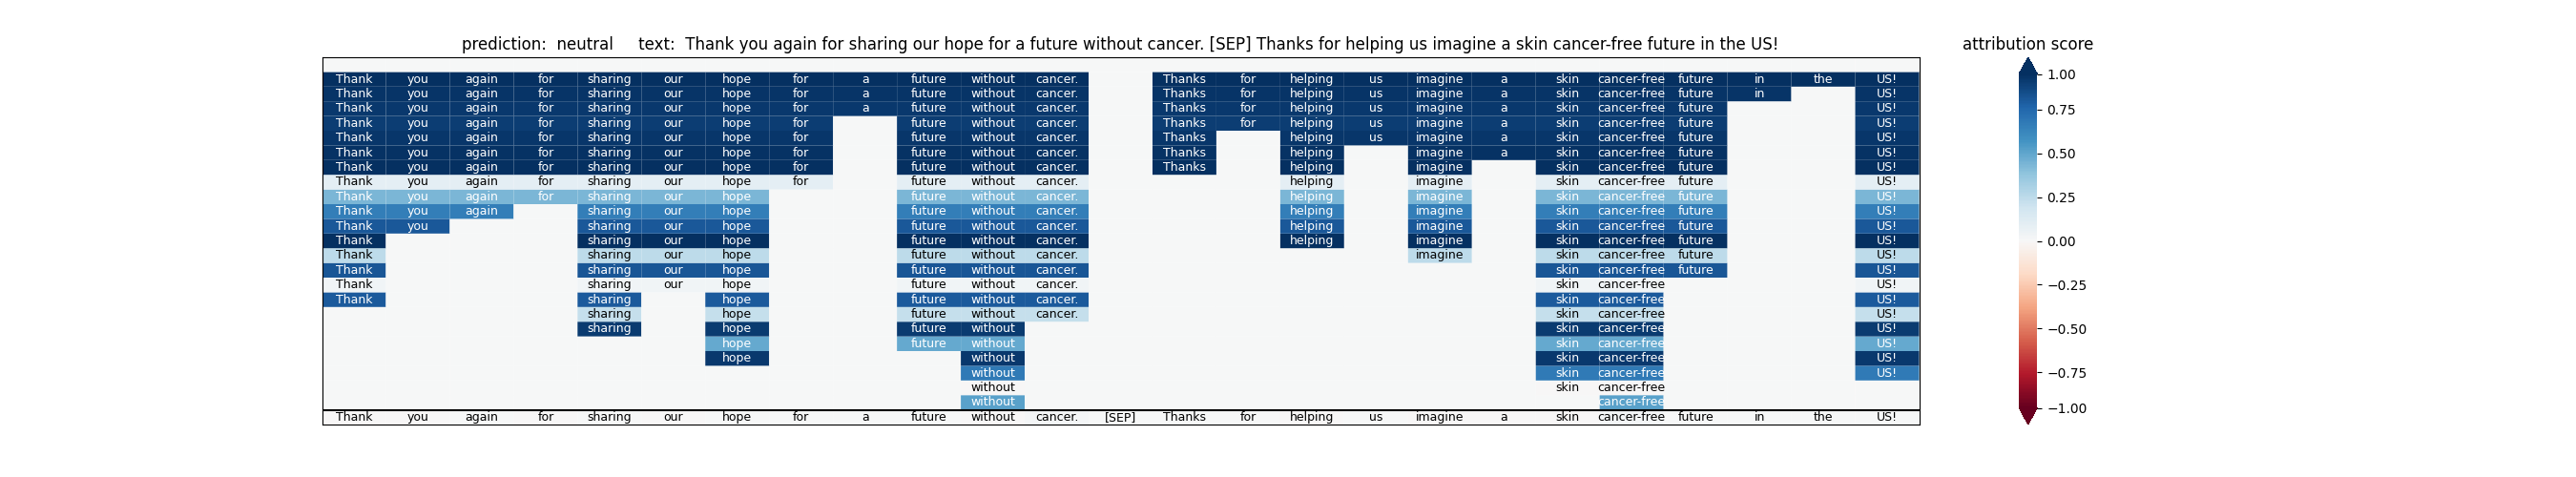 prediction: neutral text: Thank you again for sharing our hope for a future without cancer. [SEP] Thanks for helping us imagine a skin cancer-free future in the US!
attribution score
Thank you again for sharing our hope for a future without cancer. Thanks for helping us imagine a skin cancer-free future in the US!
Thank you again for sharing our hope for a future without cancer. Thanks for helping us imagine a skin cancer-free future in US!
Thank you again for sharing our hope for a future without cancer. Thanks for helping us imagine a skin cancer-free future US!
Thank you again for sharing our hope for future without cancer. Thanks for helping us imagine a skin cancer-free future US!
Thank you again for sharing our hope for future without cancer. Thanks helping us imagine a skin cancer-free future US!
Thank you again for sharing our hope for future without cancer. Thanks helping imagine a skin cancer-free future US!
Thank you again for sharing our hope for future without cancer. Thanks helping imagine skin cancer-free future US!
Thank you again for sharing our hope for future without cancer. helping imagine skin cancer-free future US!
Thank you again for sharing our hope future without cancer. helping imagine skin cancer-free future US!
Thank you again sharing our hope future without cancer. helping imagine skin cancer-free future US!
Thank you sharing our hope future without cancer. helping imagine skin cancer-free future US!
Thank sharing our hope future without cancer. helping imagine skin cancer-free future US!
Thank sharing our hope future without cancer. imagine skin cancer-free future US!
Thank sharing our hope future without cancer. skin cancer-free future US!
Thank sharing our hope future without cancer. skin cancer-free US!
Thank sharing hope future without cancer. skin cancer-free US!
sharing hope future without cancer. skin cancer-free US!
sharing hope future without skin cancer-free US!
hope future without skin cancer-free US!
hope without skin cancer-free US!
without skin cancer-free US!
without skin cancer-free
without cancer-free
Thank you again for sharing our hope for a future without cancer. [SEP] Thanks for helping us imagine a skin cancer-free future in the US!
1.00
0.75
0.50
0.25
0.00
−0.25
−0.50
−0.75
−1.00